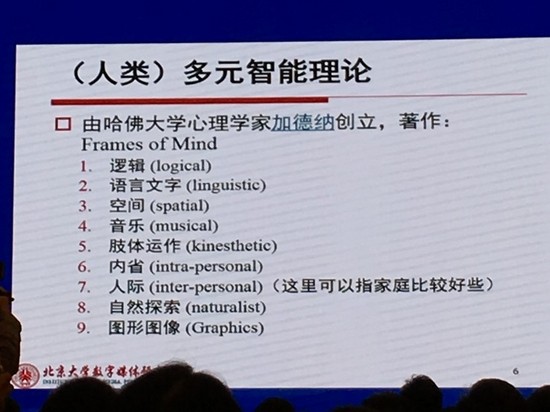 （人类）多元智能理论
由哈佛大学心理学家加德纳创立，著作：
Frames of Mind
1. 逻辑 (logical)
2. 语言文字 (linguistic)
3. 空间 (spatial)
4. 音乐 (musical)
5. 肢体运作 (kinesthetic)
6. 内省 (intra-personal)
7. 人际 (inter-personal)（这里可以指家庭比较好些）
8. 自然探索 (naturalist)
9. 图形图像 (Graphics)
北京大学数字媒体研
6